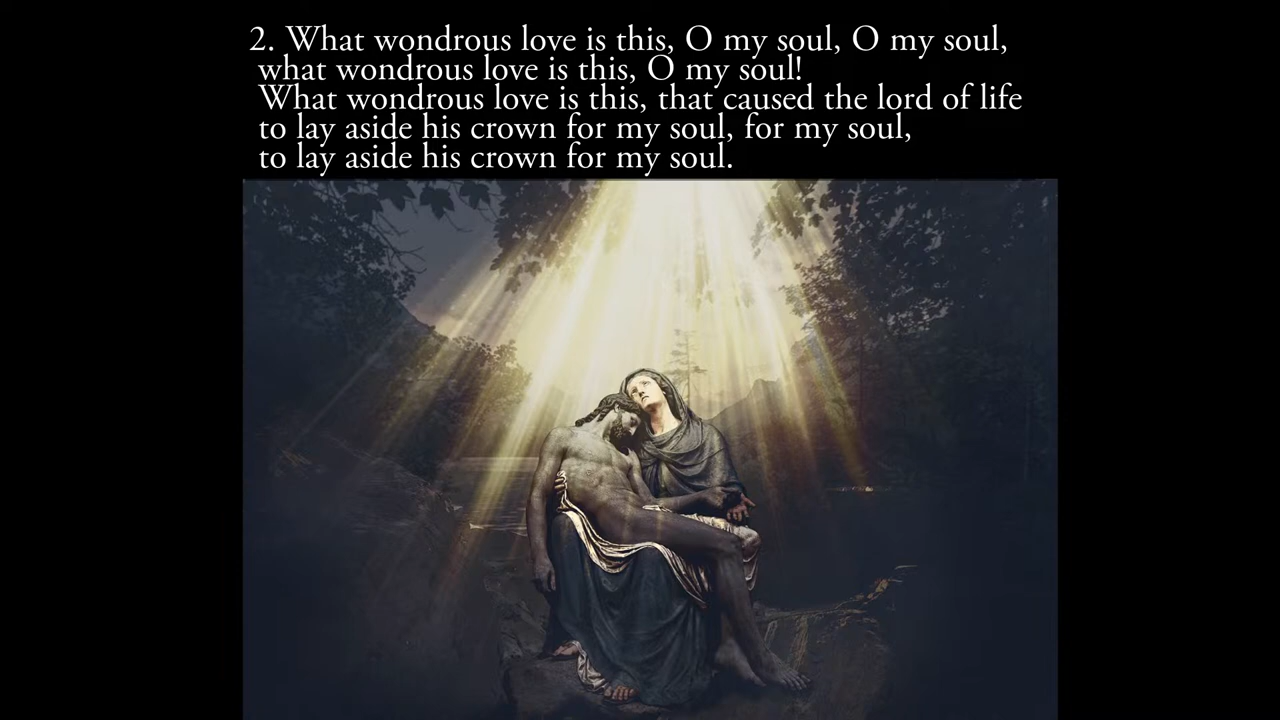 2. What wondrous love is this, O my soul, O my soul,
what wondrous love is this, O my soul!
What wondrous love is this, that caused the lord of life
to lay aside his crown for my soul, for my soul,
to lay aside his crown for my soul.